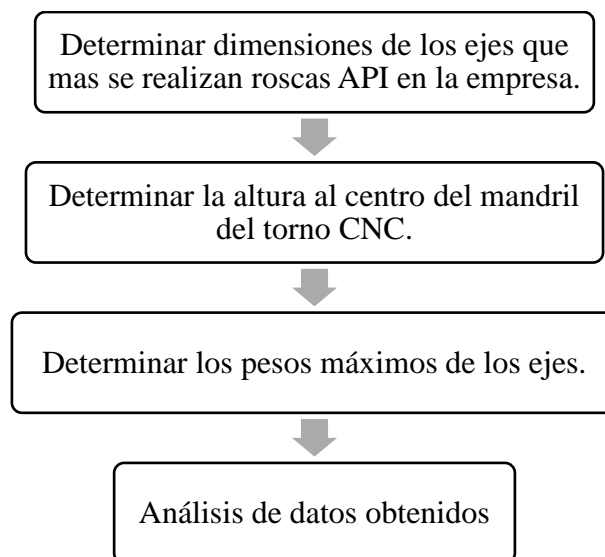 Determinar dimensiones de los ejes que
mas se realizan roscas API en la empresa.
Determinar la altura al centro del mandril
del torno CNC.
Determinar los pesos máximos de los ejes.
Análisis de datos obtenidos